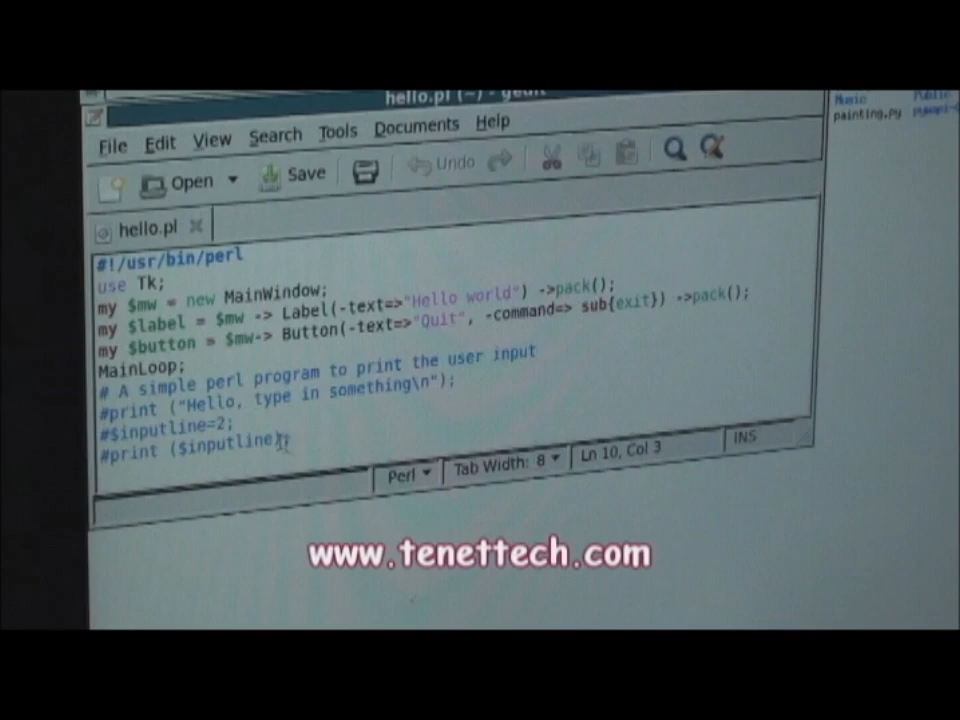 hello.pl (~) - gedit
Music
Public
painting.py
File Edit View Search Tools Documents Help
Open Save Undo
hello.pl
#!/usr/bin/perl
use Tk;
my $mw = new MainWindow;
my $label = $mw -> Label(-text=>"Hello world") ->pack();
my $button = $mw-> Button(-text=>"Quit", -command=> sub{exit}) ->pack();
MainLoop;
# A simple perl program to print the user input
#print ("Hello, type in something\n");
#$inputline=2;
#print ($inputline);
Perl Tab Width: 8 Ln 10, Col 3 INS
www.tenettech.com